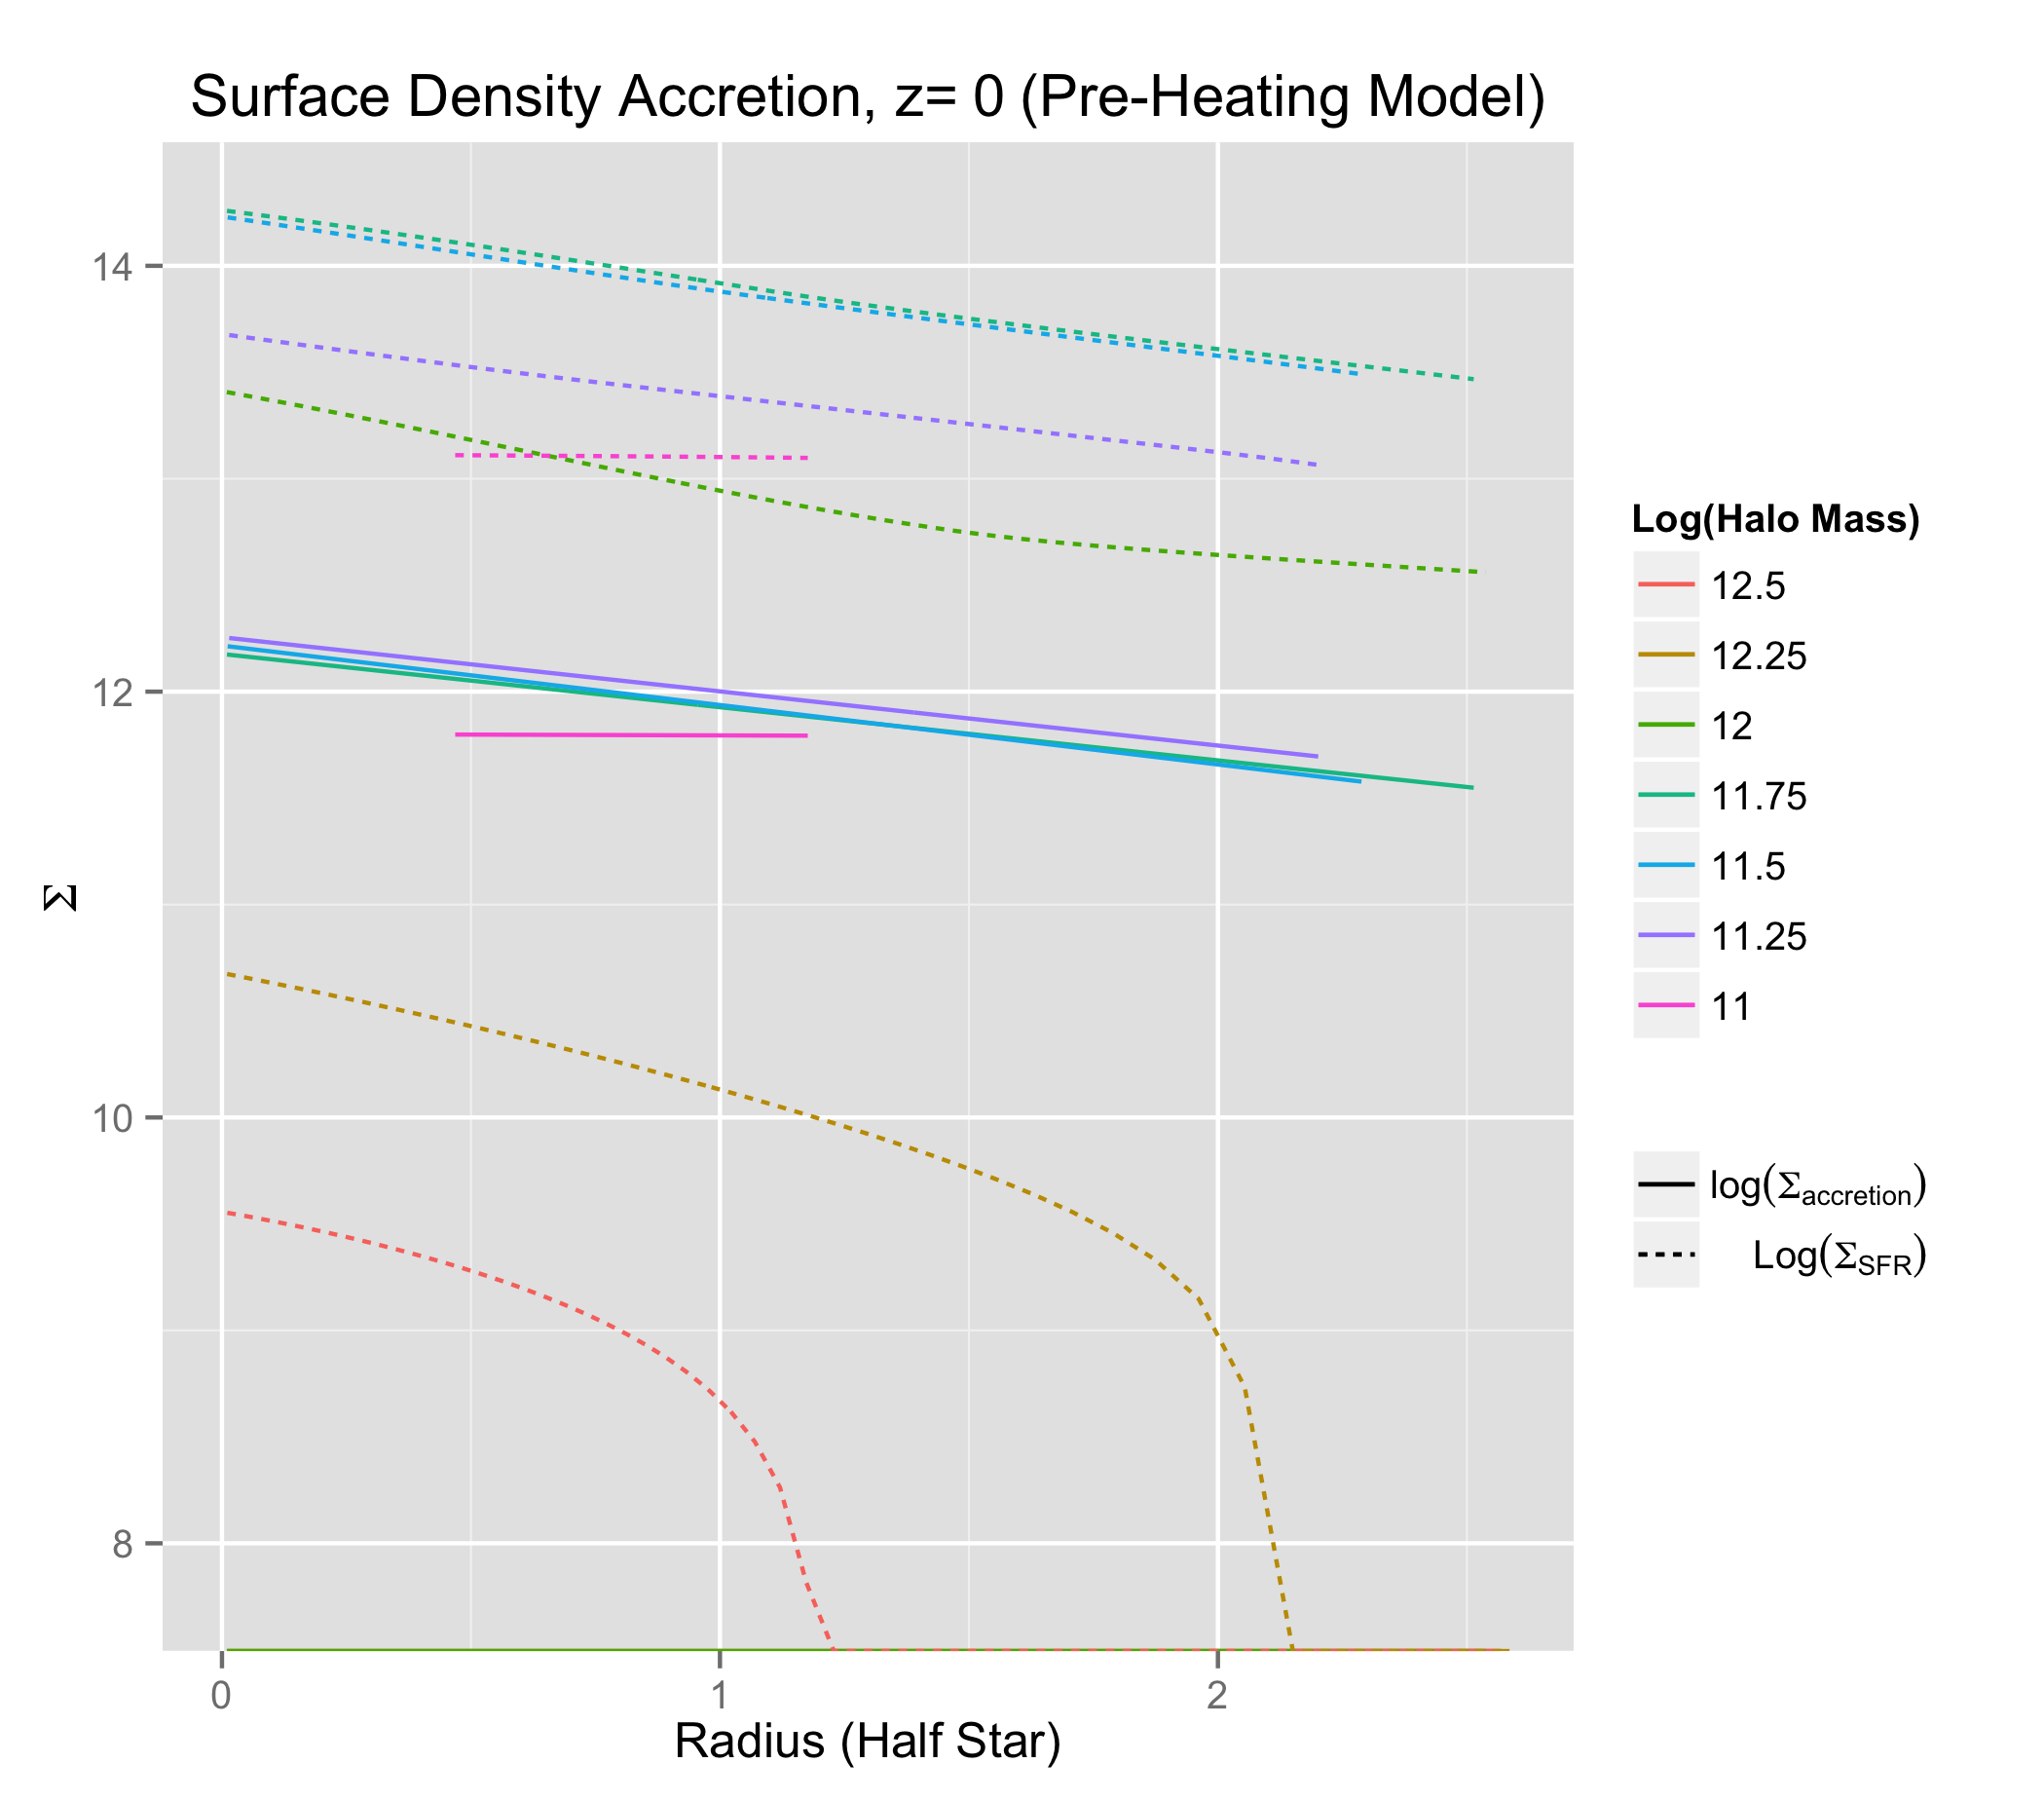 Surface Density Accretion, z= 0 (Pre-Heating Model)
14
12
10
8
Σ
0 1 2
Radius (Half Star)
Log(Halo Mass)
12.5
12.25
12
11.75
11.5
11.25
11
log(Σaccretion)
Log(ΣSFR)